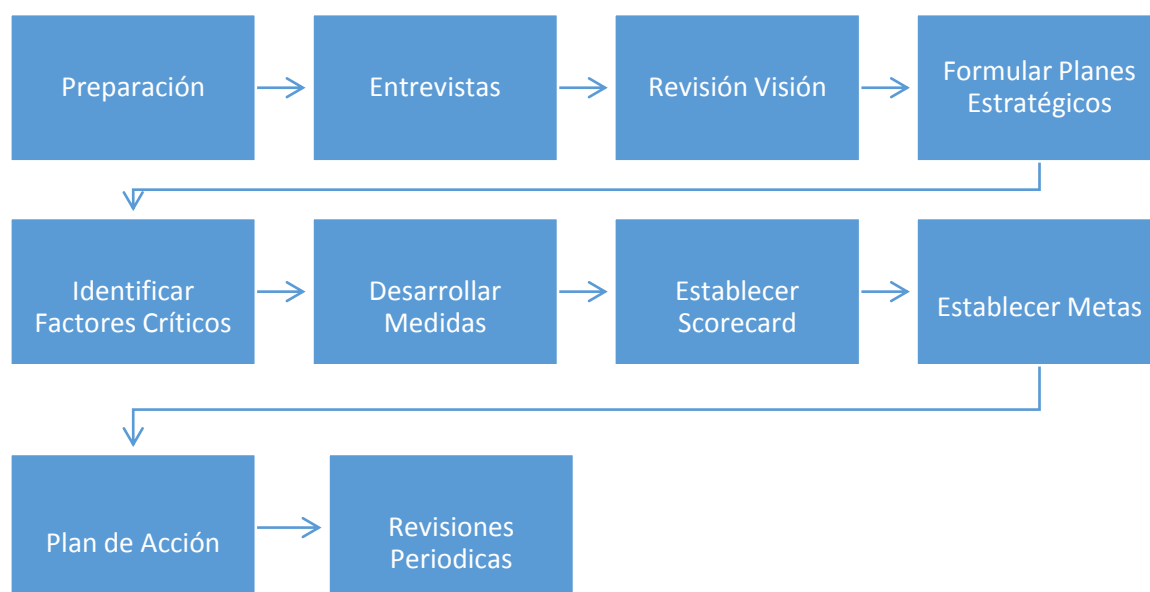 Preparación
Entrevistas
Revisión Visión
Formular Planes
Estratégicos
Identificar
Factores Críticos
Desarrollar
Medidas
Establecer
Scorecard
Establecer Metas
Plan de Acción
Revisiones
Periodicas